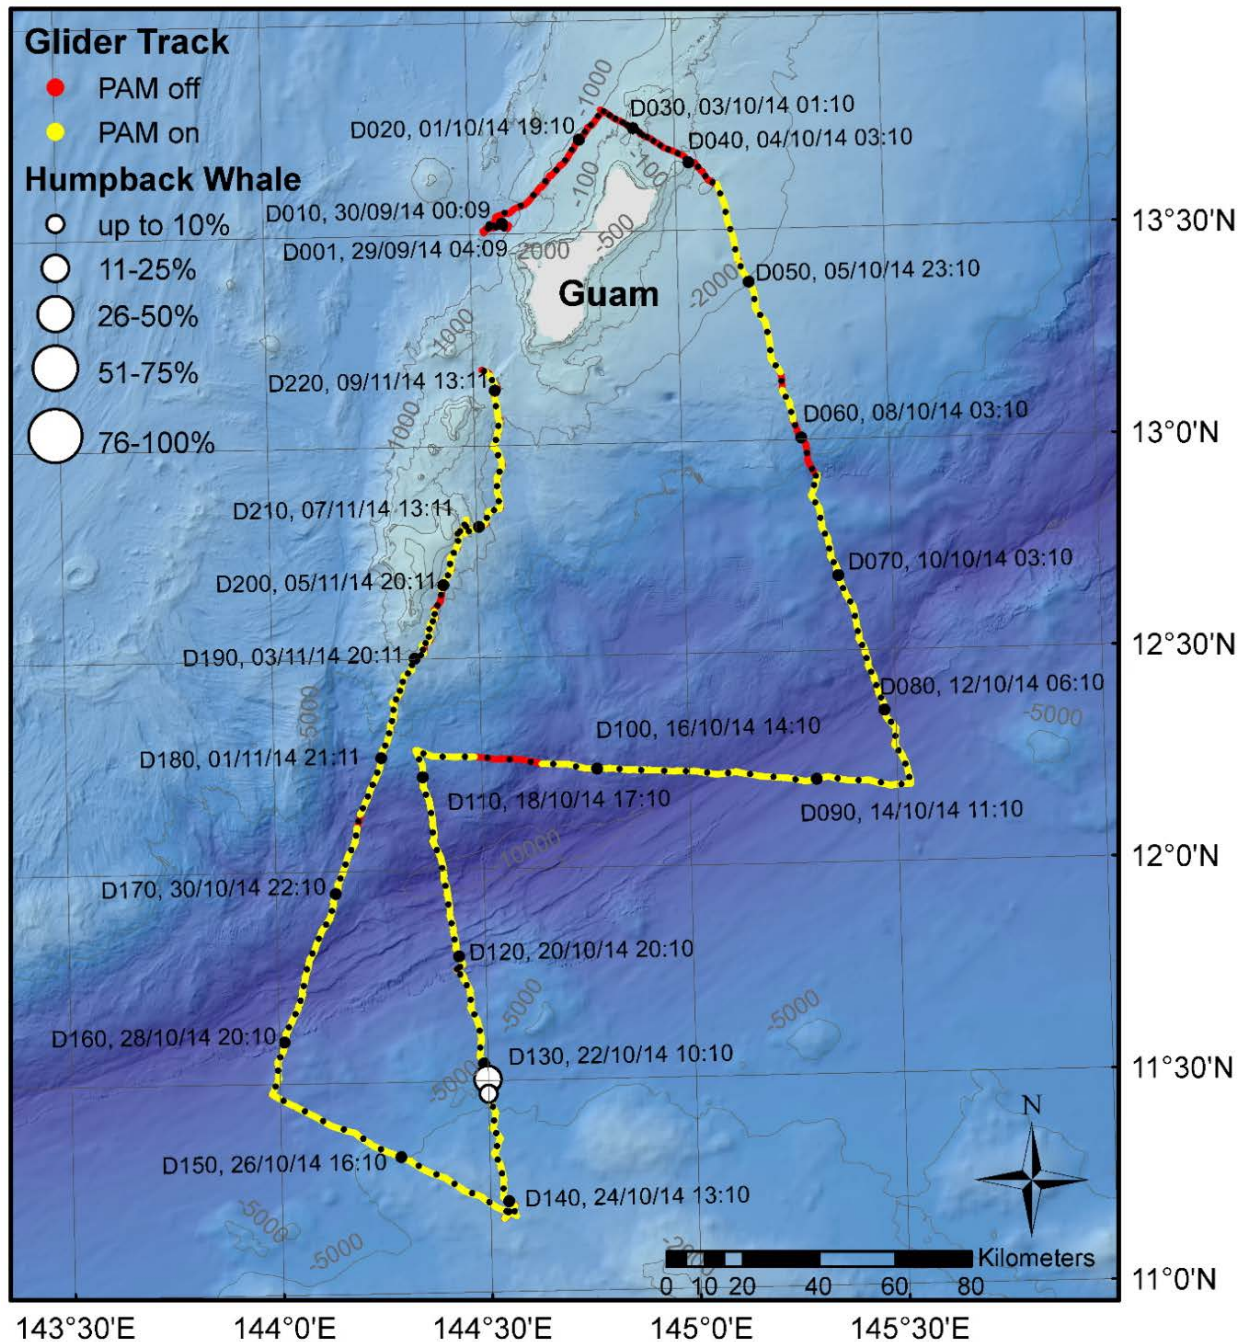 Glider Track
PAM off
PAM on
Humpback Whale
up to 10%
11-25%
26-50%
51-75%
76-100%
-1000
D030, 03/10/14 01:10
D020, 01/10/14 19:10
D040, 04/10/14 03:10
-100
-100
D010, 30/09/14 00:09
13°30'N
-500
D001, 29/09/14 04:09
-2000
D050, 05/10/14 23:10
-2000
Guam
-1000
D220, 09/11/14 13:11
-1000
D060, 08/10/14 03:10
13°0'N
D210, 07/11/14 13:11
D070, 10/10/14 03:10
D200, 05/11/14 20:11
D190, 03/11/14 20:11
12°30'N
D080, 12/10/14 06:10
-5000
-5000
D100, 16/10/14 14:10
D180, 01/11/14 21:11
D110, 18/10/14 17:10
D090, 14/10/14 11:10
-10000
12°0'N
D170, 30/10/14 22:10
D120, 20/10/14 20:10
-5000
-5000
D160, 28/10/14 20:10
D130, 22/10/14 10:10
11°30'N
-5000
N
D150, 26/10/14 16:10
D140, 24/10/14 13:10
-5000
-5000
-2000
Kilometers
0 10 20 40 60 80
11°0'N
143°30'E 144°0'E 144°30'E 145°0'E 145°30'E